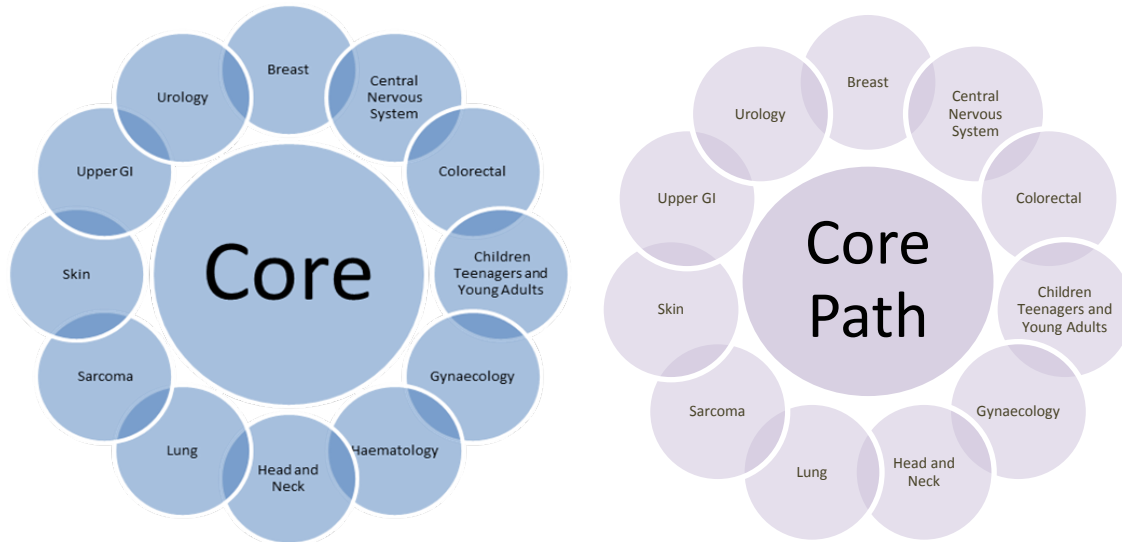 Breast
Central
Nervous
System
Colorectal
Children
Teenagers and
Young Adults
Gynaecology
Haematology
Head and
Neck
Lung
Sarcoma
Skin
Upper GI
Urology
Core
Breast
Central
Nervous
System
Colorectal
Children
Teenagers and
Young Adults
Gynaecology
Head and
Neck
Lung
Sarcoma
Skin
Upper GI
Urology
Core
Path